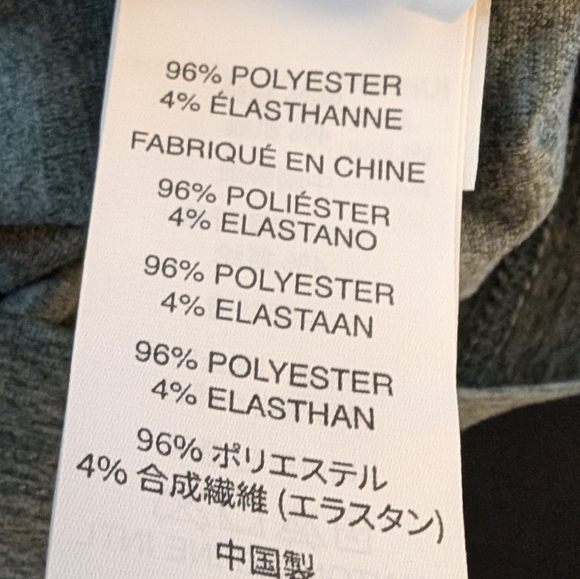 96% POLYESTER
4% ÉLASTHANNE
FABRIQUÉ EN CHINE
96% POLIÉSTER
4% ELASTANO
96% POLYESTER
4% ELASTAAN
96% POLYESTER
4% ELASTHAN
96% ポリエステル
4% 合成繊維 (エラスタン)
中国製